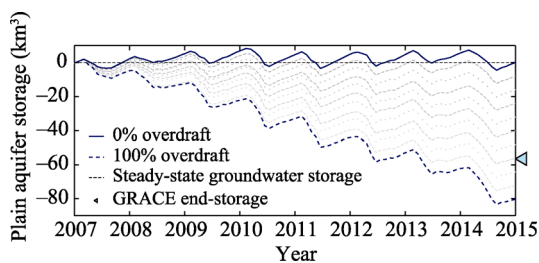 Plain aquifer storage (km³)
0
−20
−40
−60
−80
0% overdraft
100% overdraft
Steady-state groundwater storage
GRACE end-storage
2007 2008 2009 2010 2011 2012 2013 2014 2015
Year